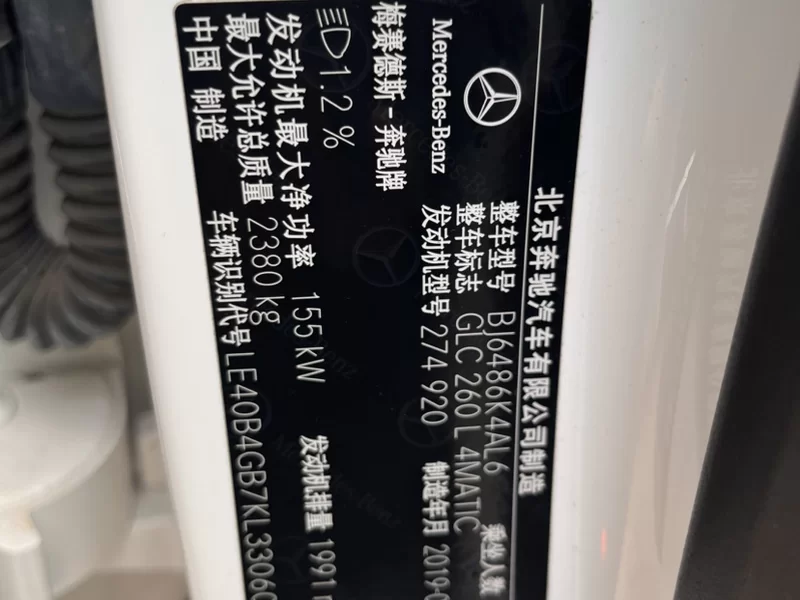 北京奔驰汽车有限公司制造
Mercedes-Benz
整车型号 BJ6486K4AL6 乘坐人数
整车标志 GLC 260 L 4MATIC
发动机型号 274 920 制造年月 2019-0
梅赛德斯-奔驰牌
1.2 %
发动机最大净功率 155 kW 发动机排量 1991
最大允许总质量 2380 kg
中国 制造 车辆识别代号 LE40B4GB7KL3306